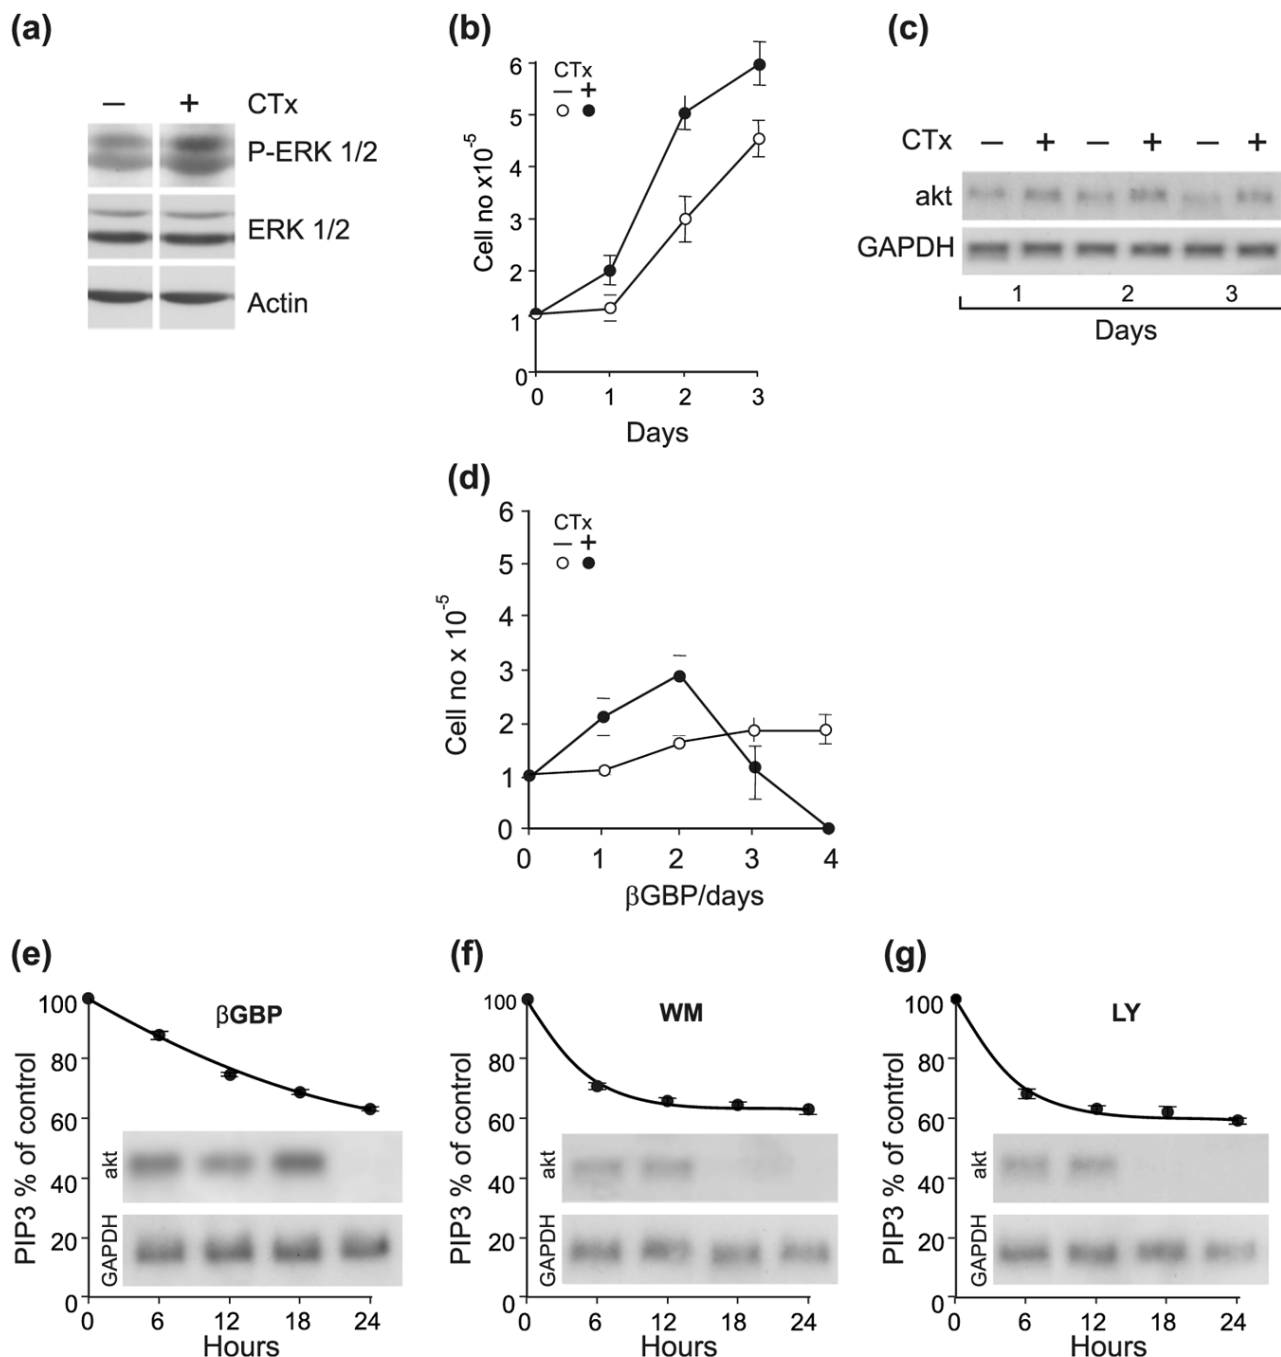 (a)
− + CTx
P-ERK 1/2
ERK 1/2
Actin
(b)
CTx
− +
Cell no x10⁻⁵
6
5
4
3
2
1
0
0 1 2 3
Days
(c)
CTx − + − + − +
akt
GAPDH
1 2 3
Days
(d)
CTx
− +
Cell no x 10⁻⁵
6
5
4
3
2
1
0
0 1 2 3 4
βGBP/days
(e)
βGBP
PIP3 % of control
100
80
60
40
20
0
akt
GAPDH
0 6 12 18 24
Hours
(f)
WM
PIP3 % of control
100
80
60
40
20
0
akt
GAPDH
0 6 12 18 24
Hours
(g)
LY
PIP3 % of control
100
80
60
40
20
0
akt
GAPDH
0 6 12 18 24
Hours